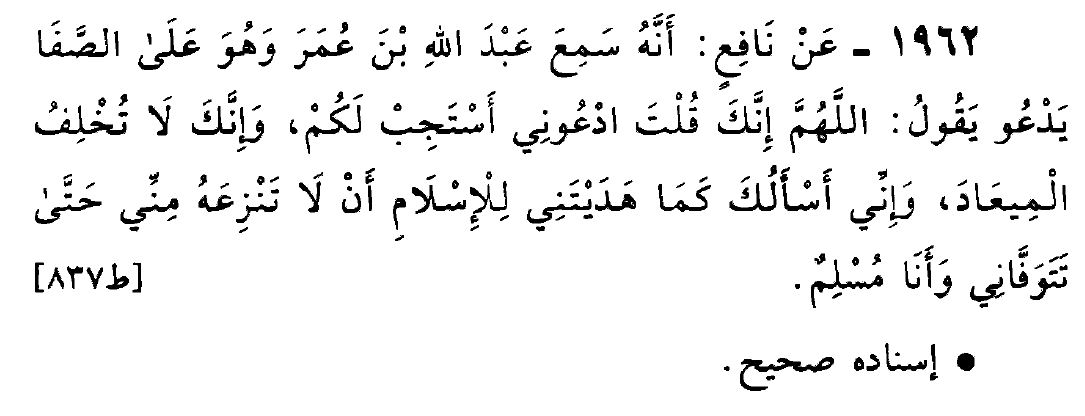 ١٩٦٢ ـ عَنْ نَافِعٍ: أَنَّهُ سَمِعَ عَبْدَ اللهِ بْنَ عُمَرَ وَهُوَ عَلَىٰ الصَّفَا
يَدْعُو يَقُولُ: اللَّهُمَّ إِنَّكَ قُلْتَ ادْعُونِي أَسْتَجِبْ لَكُمْ، وَإِنَّكَ لَا تُخْلِفُ
الْمِيعَادَ، وَإِنِّي أَسْأَلُكَ كَمَا هَدَيْتَنِي لِلْإِسْلَامِ أَنْ لَا تَنْزِعَهُ مِنِّي حَتَّىٰ
تَتَوَفَّانِي وَأَنَا مُسْلِمٌ. [ط٨٣٧]
• إسناده صحيح.